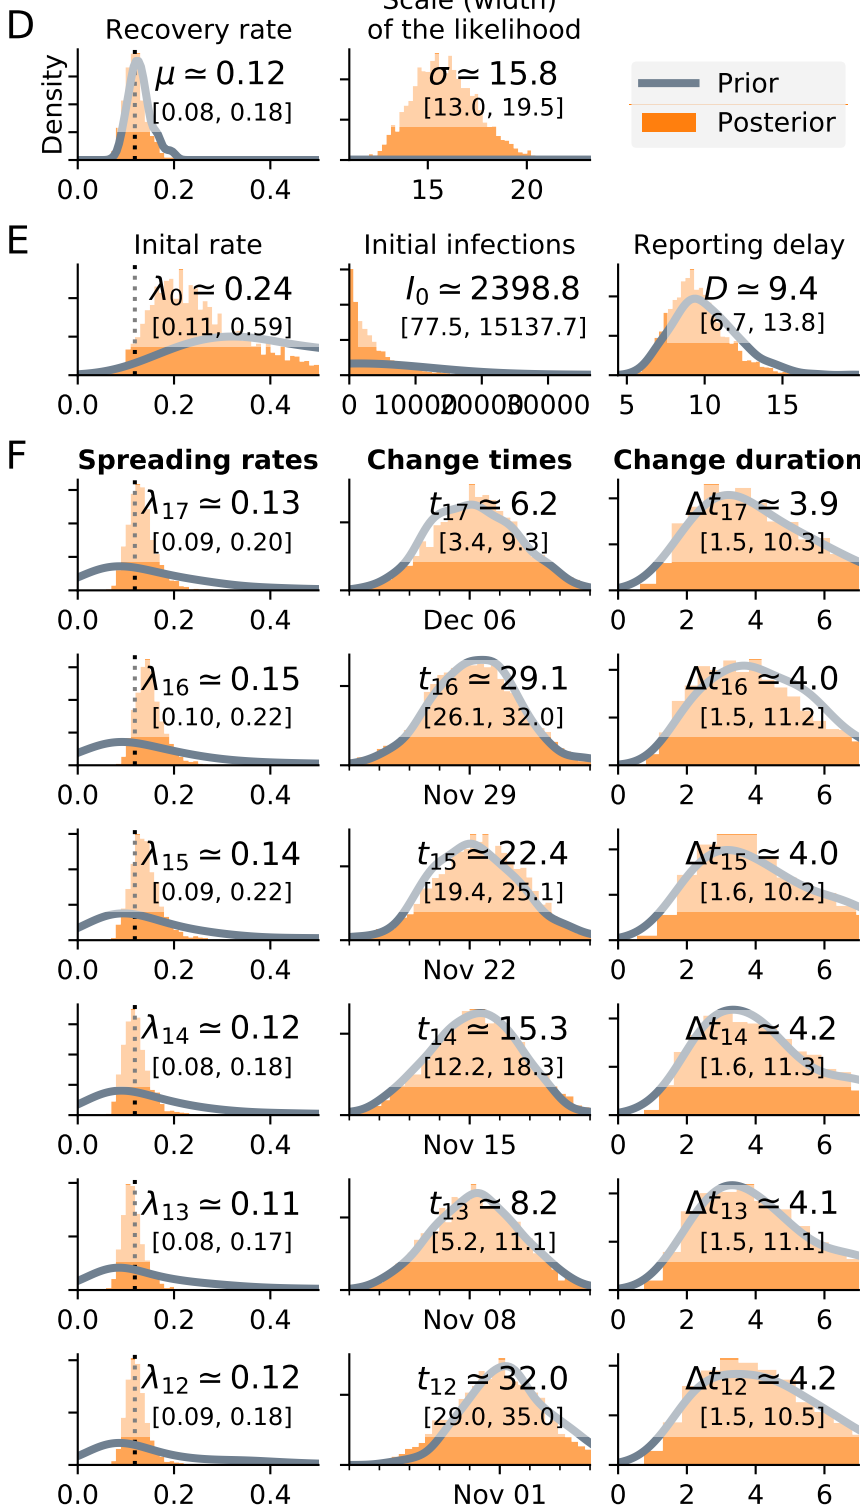 D
Recovery rate
Scale (width)
of the likelihood
Density
μ ≃ 0.12
[0.08, 0.18]
σ ≃ 15.8
[13.0, 19.5]
Prior
Posterior
0.0 0.2 0.4
15 20
E
Inital rate
Initial infections
Reporting delay
λ0 ≃ 0.24
[0.11, 0.59]
I0 ≃ 2398.8
[77.5, 15137.7]
D ≃ 9.4
[6.7, 13.8]
0.0 0.2 0.4
0 10000 20000 30000
5 10 15
F
Spreading rates
Change times
Change duration
λ17 ≃ 0.13
[0.09, 0.20]
t17 ≃ 6.2
[3.4, 9.3]
Δt17 ≃ 3.9
[1.5, 10.3]
0.0 0.2 0.4
Dec 06
0 2 4 6
λ16 ≃ 0.15
[0.10, 0.22]
t16 ≃ 29.1
[26.1, 32.0]
Δt16 ≃ 4.0
[1.5, 11.2]
0.0 0.2 0.4
Nov 29
0 2 4 6
λ15 ≃ 0.14
[0.09, 0.22]
t15 ≃ 22.4
[19.4, 25.1]
Δt15 ≃ 4.0
[1.6, 10.2]
0.0 0.2 0.4
Nov 22
0 2 4 6
λ14 ≃ 0.12
[0.08, 0.18]
t14 ≃ 15.3
[12.2, 18.3]
Δt14 ≃ 4.2
[1.6, 11.3]
0.0 0.2 0.4
Nov 15
0 2 4 6
λ13 ≃ 0.11
[0.08, 0.17]
t13 ≃ 8.2
[5.2, 11.1]
Δt13 ≃ 4.1
[1.5, 11.1]
0.0 0.2 0.4
Nov 08
0 2 4 6
λ12 ≃ 0.12
[0.09, 0.18]
t12 ≃ 32.0
[29.0, 35.0]
Δt12 ≃ 4.2
[1.5, 10.5]
0.0 0.2 0.4
Nov 01
0 2 4 6